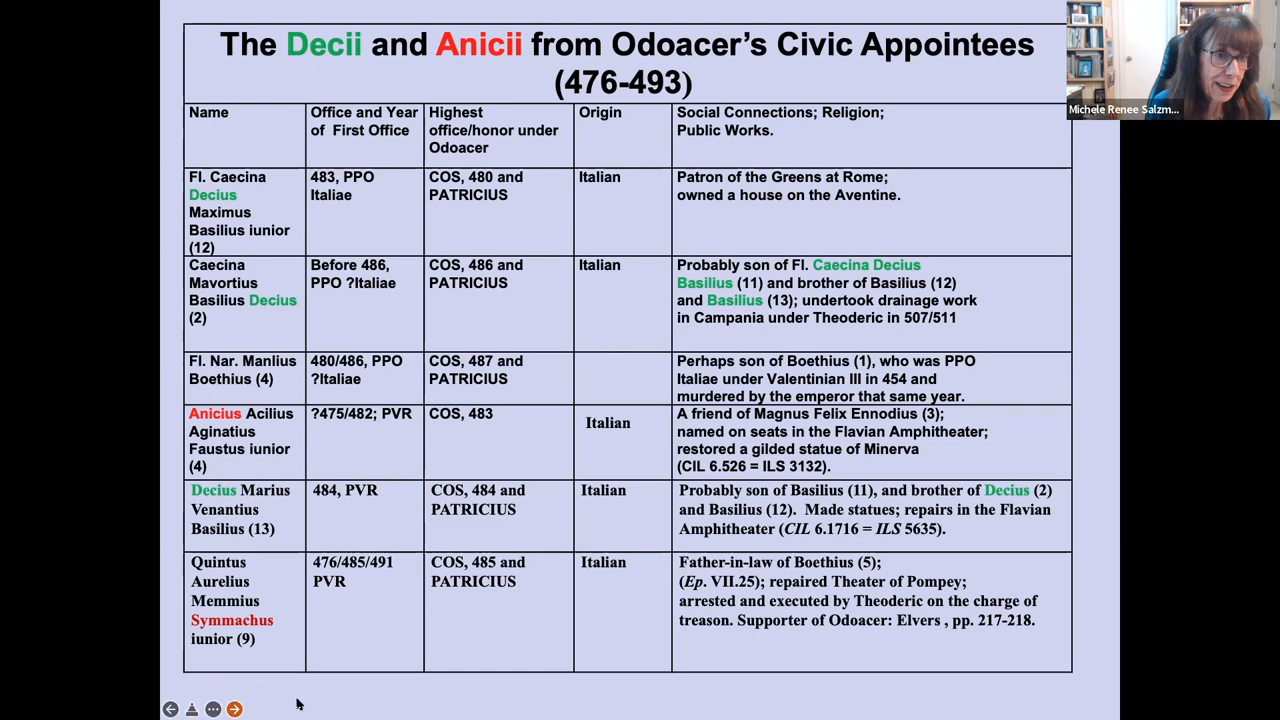 The Decii and Anicii from Odoacer's Civic Appointees
(476-493)
Michele Renee Salzm...
Name
Office and Year
of First Office
Highest
office/honor under
Odoacer
Origin
Social Connections; Religion;
Public Works.
Fl. Caecina
Decius
Maximus
Basilius iunior
(12)
483, PPO
Italiae
COS, 480 and
PATRICIUS
Italian
Patron of the Greens at Rome;
owned a house on the Aventine.
Caecina
Mavortius
Basilius Decius
(2)
Before 486,
PPO ?Italiae
COS, 486 and
PATRICIUS
Italian
Probably son of Fl. Caecina Decius
Basilius (11) and brother of Basilius (12)
and Basilius (13); undertook drainage work
in Campania under Theoderic in 507/511
Fl. Nar. Manlius
Boethius (4)
480/486, PPO
?Italiae
COS, 487 and
PATRICIUS
Perhaps son of Boethius (1), who was PPO
Italiae under Valentinian III in 454 and
murdered by the emperor that same year.
Anicius Acilius
Aginatius
Faustus iunior
(4)
?475/482; PVR
COS, 483
Italian
A friend of Magnus Felix Ennodius (3);
named on seats in the Flavian Amphitheater;
restored a gilded statue of Minerva
(CIL 6.526 = ILS 3132).
Decius Marius
Venantius
Basilius (13)
484, PVR
COS, 484 and
PATRICIUS
Italian
Probably son of Basilius (11), and brother of Decius (2)
and Basilius (12). Made statues; repairs in the Flavian
Amphitheater (CIL 6.1716 = ILS 5635).
Quintus
Aurelius
Memmius
Symmachus
iunior (9)
476/485/491
PVR
COS, 485 and
PATRICIUS
Italian
Father-in-law of Boethius (5);
(Ep. VII.25); repaired Theater of Pompey;
arrested and executed by Theoderic on the charge of
treason. Supporter of Odoacer: Elvers , pp. 217-218.